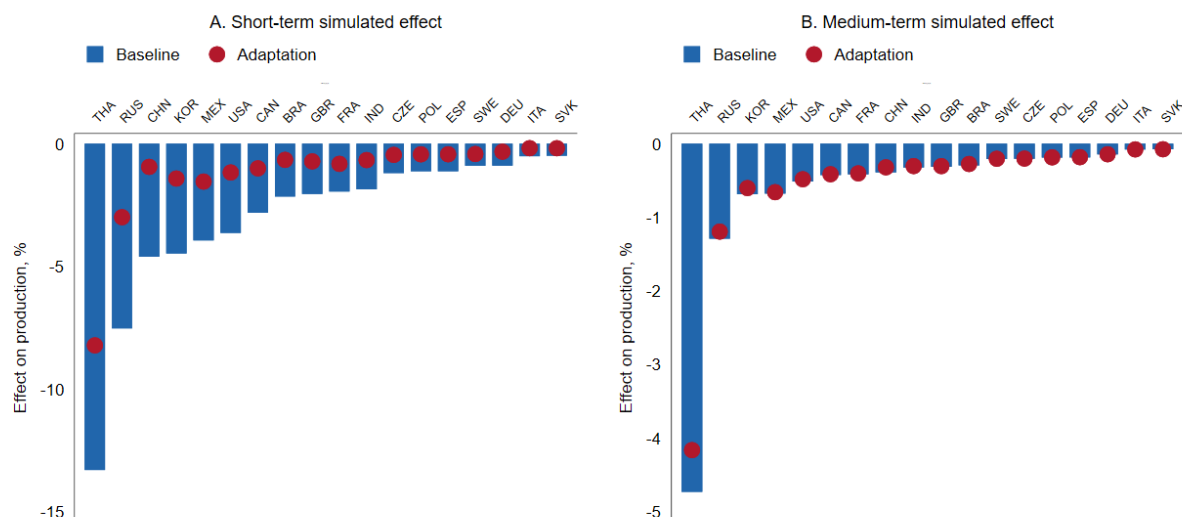 A. Short-term simulated effect
Baseline Adaptation
THA RUS CHN KOR MEX USA CAN BRA GBR FRA IND CZE POL ESP SWE DEU ITA SVK
0
-5
-10
-15
Effect on production, %
B. Medium-term simulated effect
Baseline Adaptation
THA RUS KOR MEX USA CAN FRA CHN IND GBR BRA SWE CZE POL ESP DEU ITA SVK
0
-1
-2
-3
-4
-5
Effect on production, %